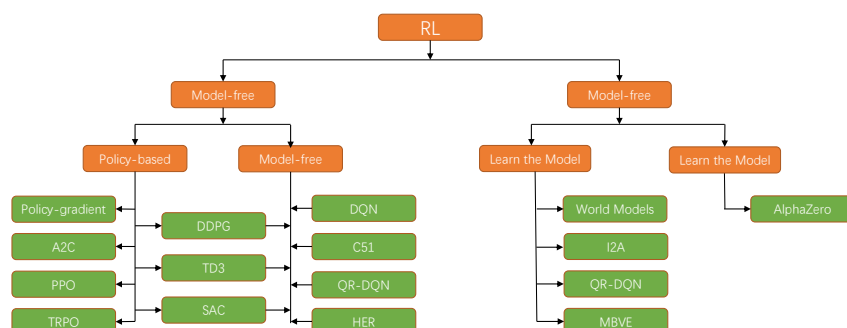 RL
Model-free
Model-free
Policy-based
Model-free
Learn the Model
Learn the Model
Policy-gradient
DQN
World Models
AlphaZero
DDPG
A2C
C51
I2A
TD3
PPO
QR-DQN
QR-DQN
SAC
TRPO
HER
MBVE